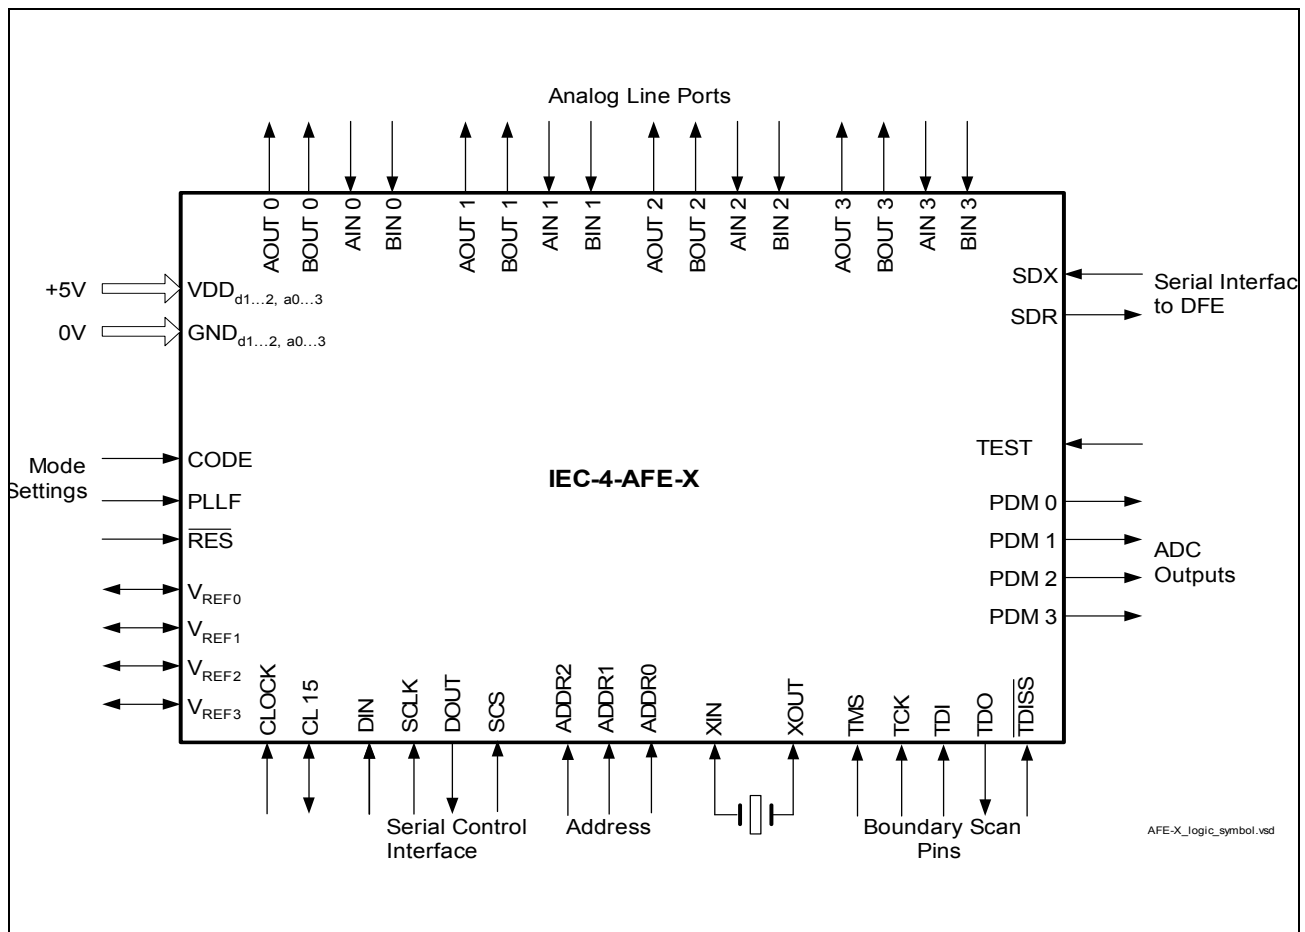 Analog Line Ports
AOUT 0
BOUT 0
AIN 0
BIN 0
AOUT 1
BOUT 1
AIN 1
BIN 1
AOUT 2
BOUT 2
AIN 2
BIN 2
AOUT 3
BOUT 3
AIN 3
BIN 3
+5V
VDDd1...2, a0...3
0V
GNDd1...2, a0...3
SDX
SDR
Serial Interfac
to DFE
Mode
Settings
CODE
PLLF
RES
IEC-4-AFE-X
TEST
PDM 0
PDM 1
PDM 2
PDM 3
ADC
Outputs
VREF0
VREF1
VREF2
VREF3
CLOCK
CL15
DIN
SCLK
DOUT
SCS
ADDR2
ADDR1
ADDR0
XIN
XOUT
TMS
TCK
TDI
TDO
TDISS
Serial Control
Interface
Address
Boundary Scan
Pins
AFE-X_logic_symbol.vsd